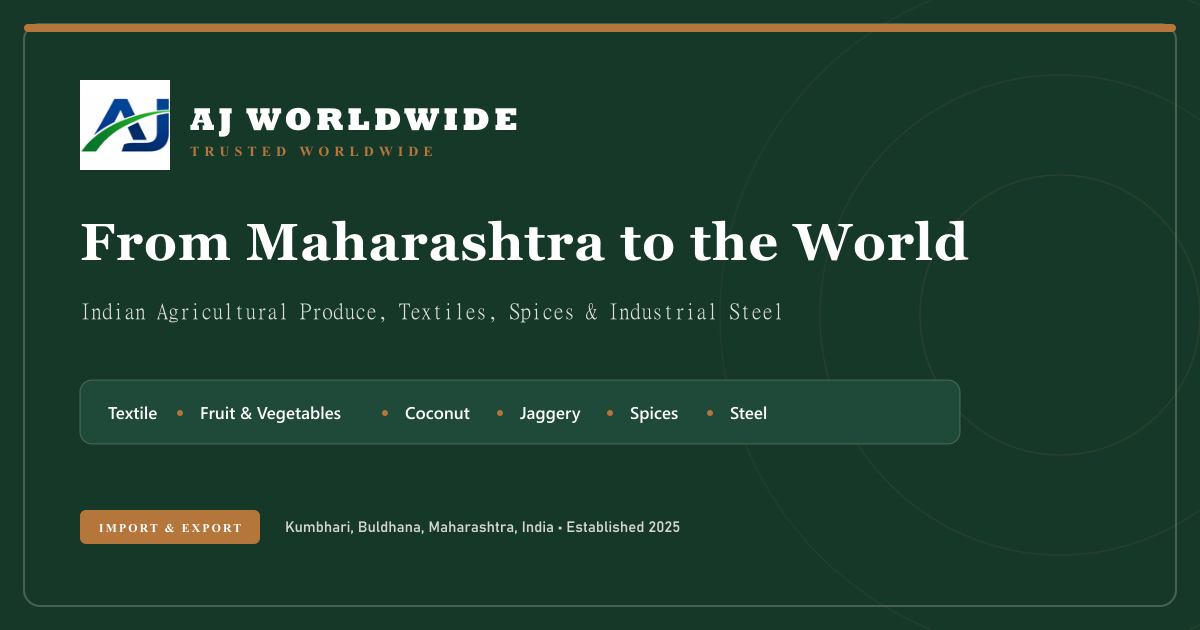 AJ
AJ WORLDWIDE
TRUSTED WORLDWIDE
From Maharashtra to the World
Indian Agricultural Produce, Textiles, Spices & Industrial Steel
Textile • Fruit & Vegetables • Coconut • Jaggery • Spices • Steel
IMPORT & EXPORT
Kumbhari, Buldhana, Maharashtra, India • Established 2025